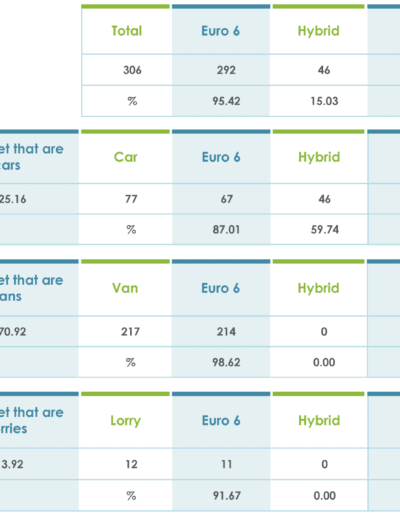 Total Euro 6 Hybrid
306 292 46
% 95.42 15.03
et that are
cars Car Euro 6 Hybrid
25.16 77 67 46
% 87.01 59.74
et that are
ans Van Euro 6 Hybrid
70.92 217 214 0
% 98.62 0.00
et that are
rries Lorry Euro 6 Hybrid
3.92 12 11 0
% 91.67 0.00